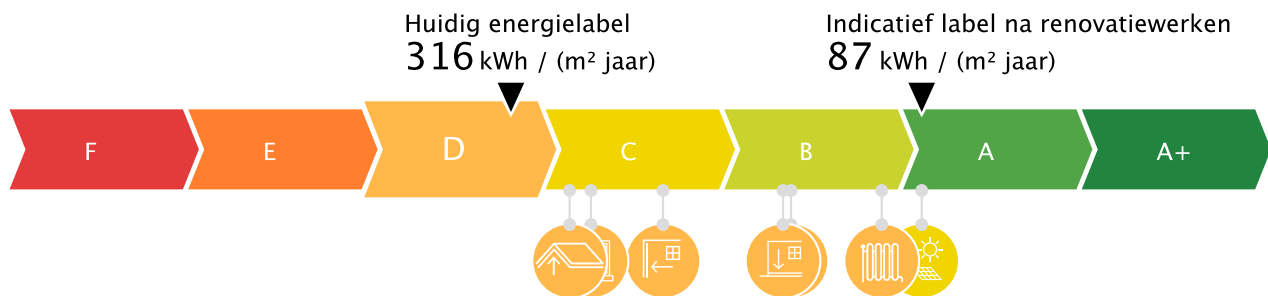 Huidig energielabel
316 kWh / (m² jaar)
Indicatief label na renovatiewerken
87 kWh / (m² jaar)
F E D C B A A+